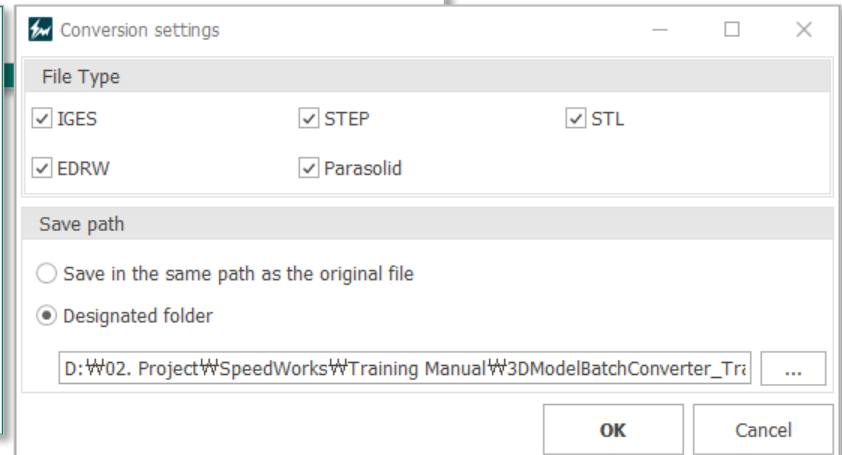 Conversion settings
File Type
IGES STEP STL
EDRW Parasolid
Save path
Save in the same path as the original file
Designated folder
D:₩02. Project₩SpeedWorks₩Training Manual₩3DModelBatchConverter_Tra ...
OK Cancel